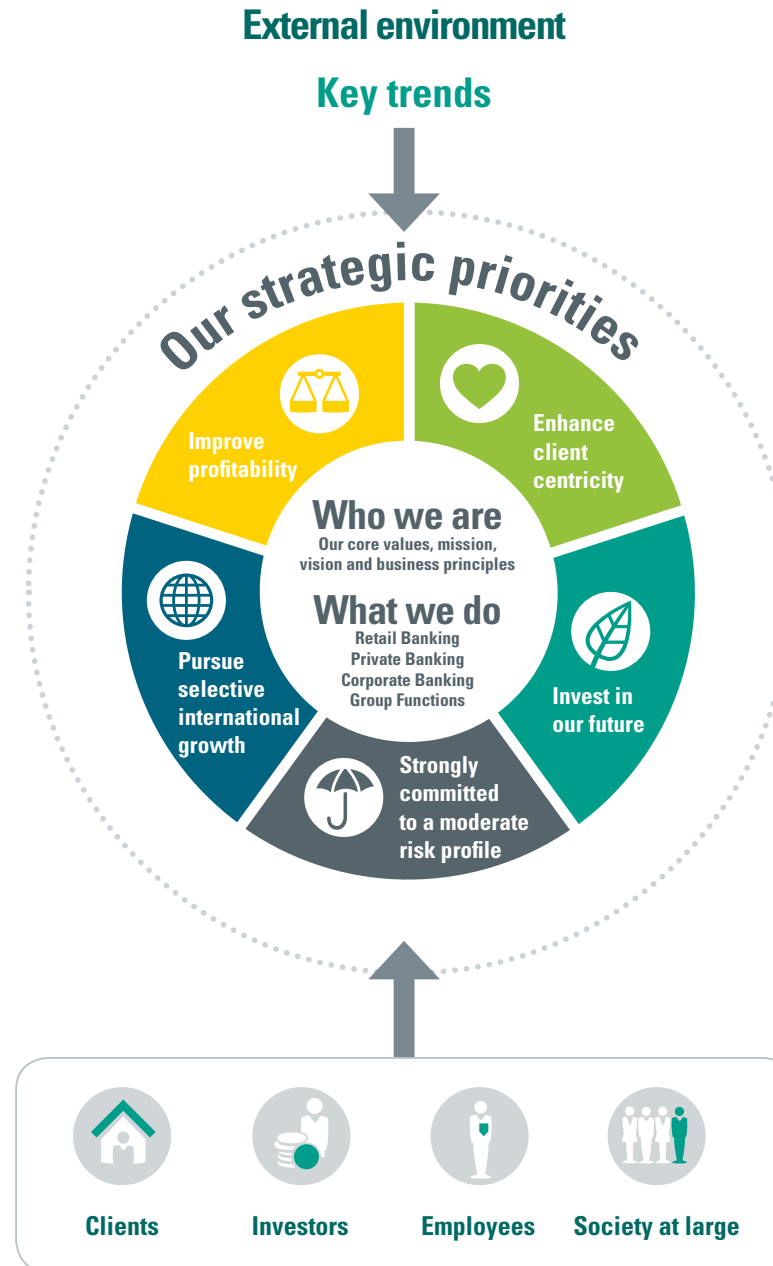 External environment
Key trends
Our strategic priorities
Improve
profitability
Enhance
client
centricity
Who we are
Our core values, mission,
vision and business principles
What we do
Retail Banking
Private Banking
Corporate Banking
Group Functions
Pursue
selective
international
growth
Invest in
our future
Strongly
committed
to a moderate
risk profile
Clients
Investors
Employees
Society at large